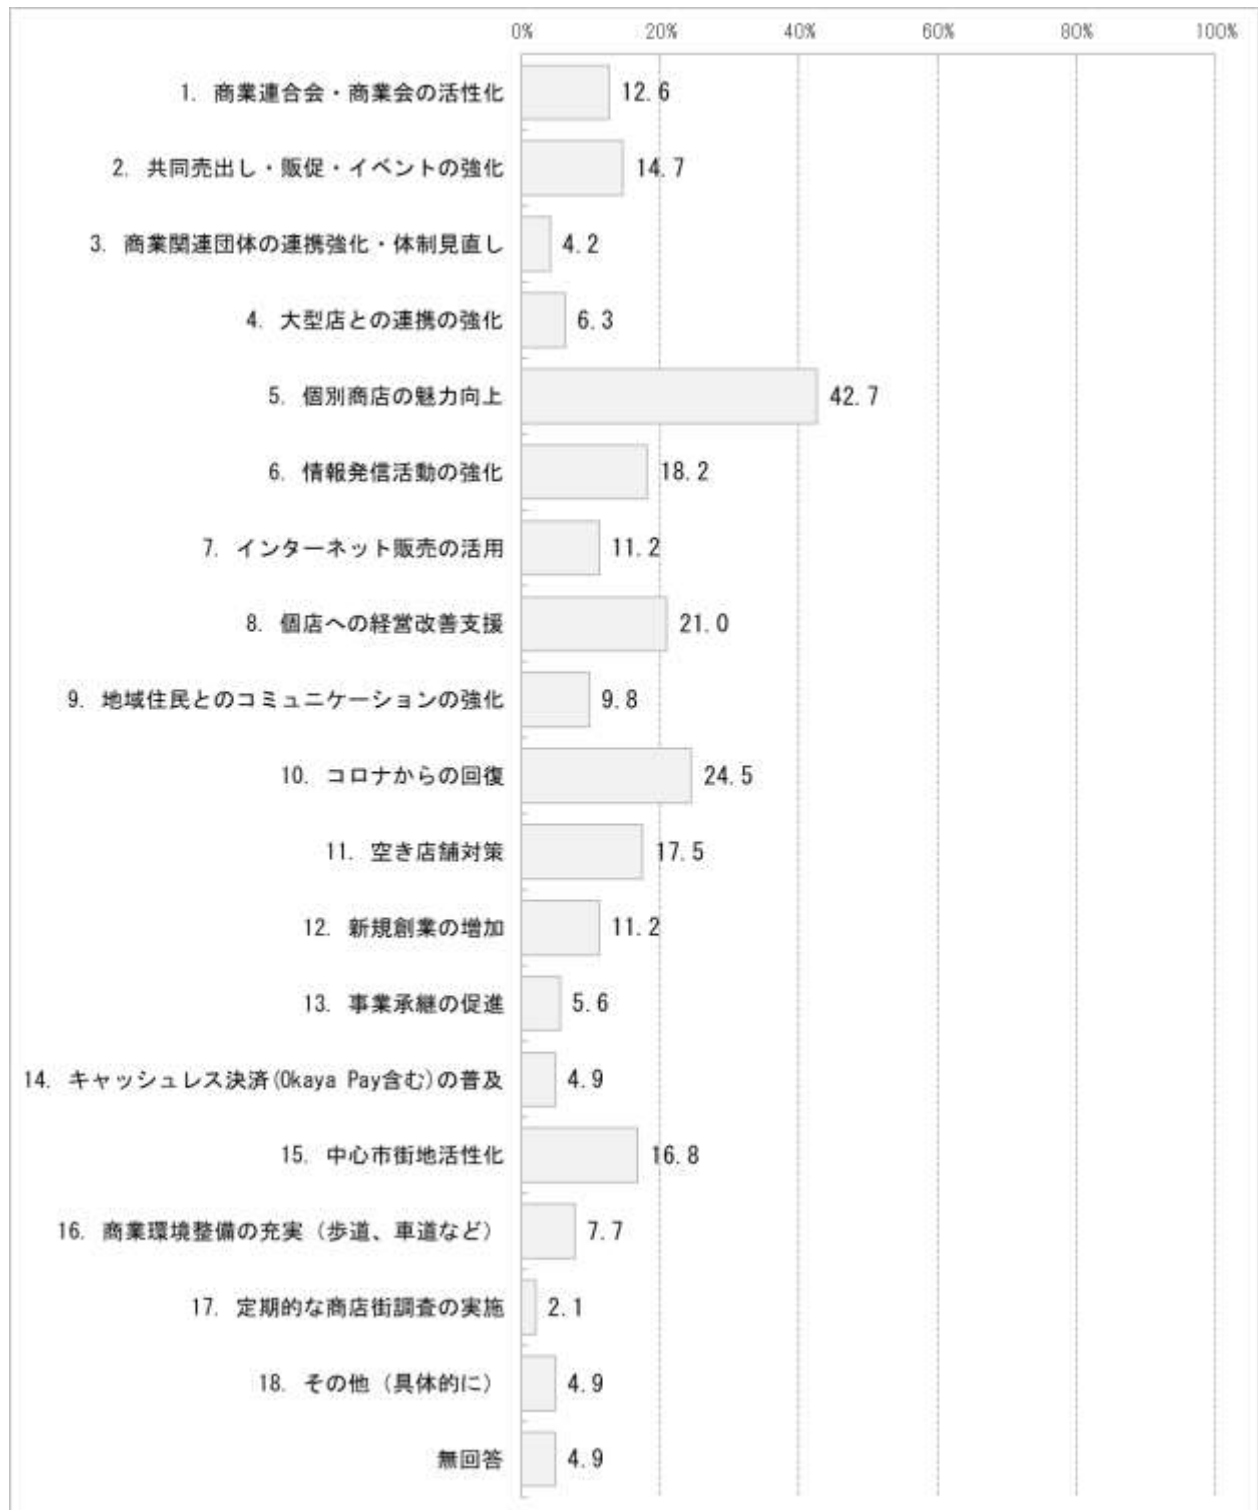 0% 20% 40% 60% 80% 100%
1. 商業連合会・商業会の活性化 12.6
2. 共同売出し・販促・イベントの強化 14.7
3. 商業関連団体の連携強化・体制見直し 4.2
4. 大型店との連携の強化 6.3
5. 個別商店の魅力向上 42.7
6. 情報発信活動の強化 18.2
7. インターネット販売の活用 11.2
8. 個店への経営改善支援 21.0
9. 地域住民とのコミュニケーションの強化 9.8
10. コロナからの回復 24.5
11. 空き店舗対策 17.5
12. 新規創業の増加 11.2
13. 事業承継の促進 5.6
14. キャッシュレス決済(Okaya Pay含む)の普及 4.9
15. 中心市街地活性化 16.8
16. 商業環境整備の充実（歩道、車道など） 7.7
17. 定期的な商店街調査の実施 2.1
18. その他（具体的に） 4.9
無回答 4.9